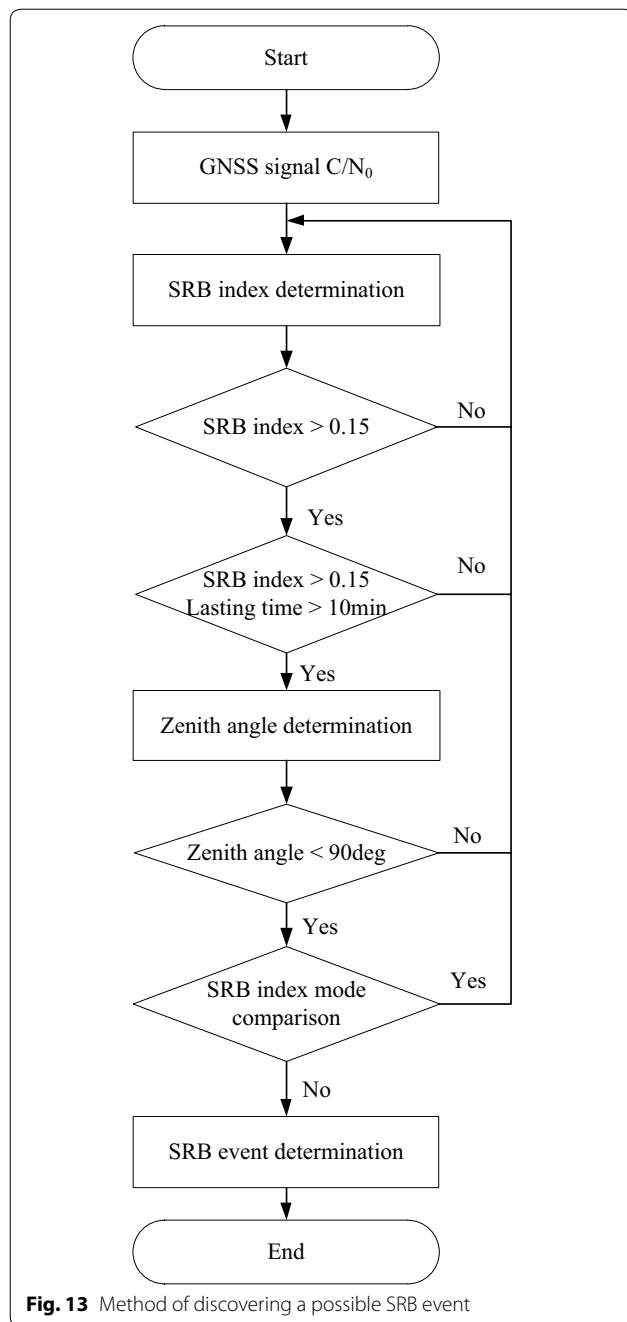 Start
GNSS signal C/N₀
SRB index determination
SRB index > 0.15
No
Yes
SRB index > 0.15
Lasting time > 10min
No
Yes
Zenith angle determination
Zenith angle < 90deg
No
Yes
SRB index mode
comparison
Yes
No
SRB event determination
End
Fig. 13 Method of discovering a possible SRB event